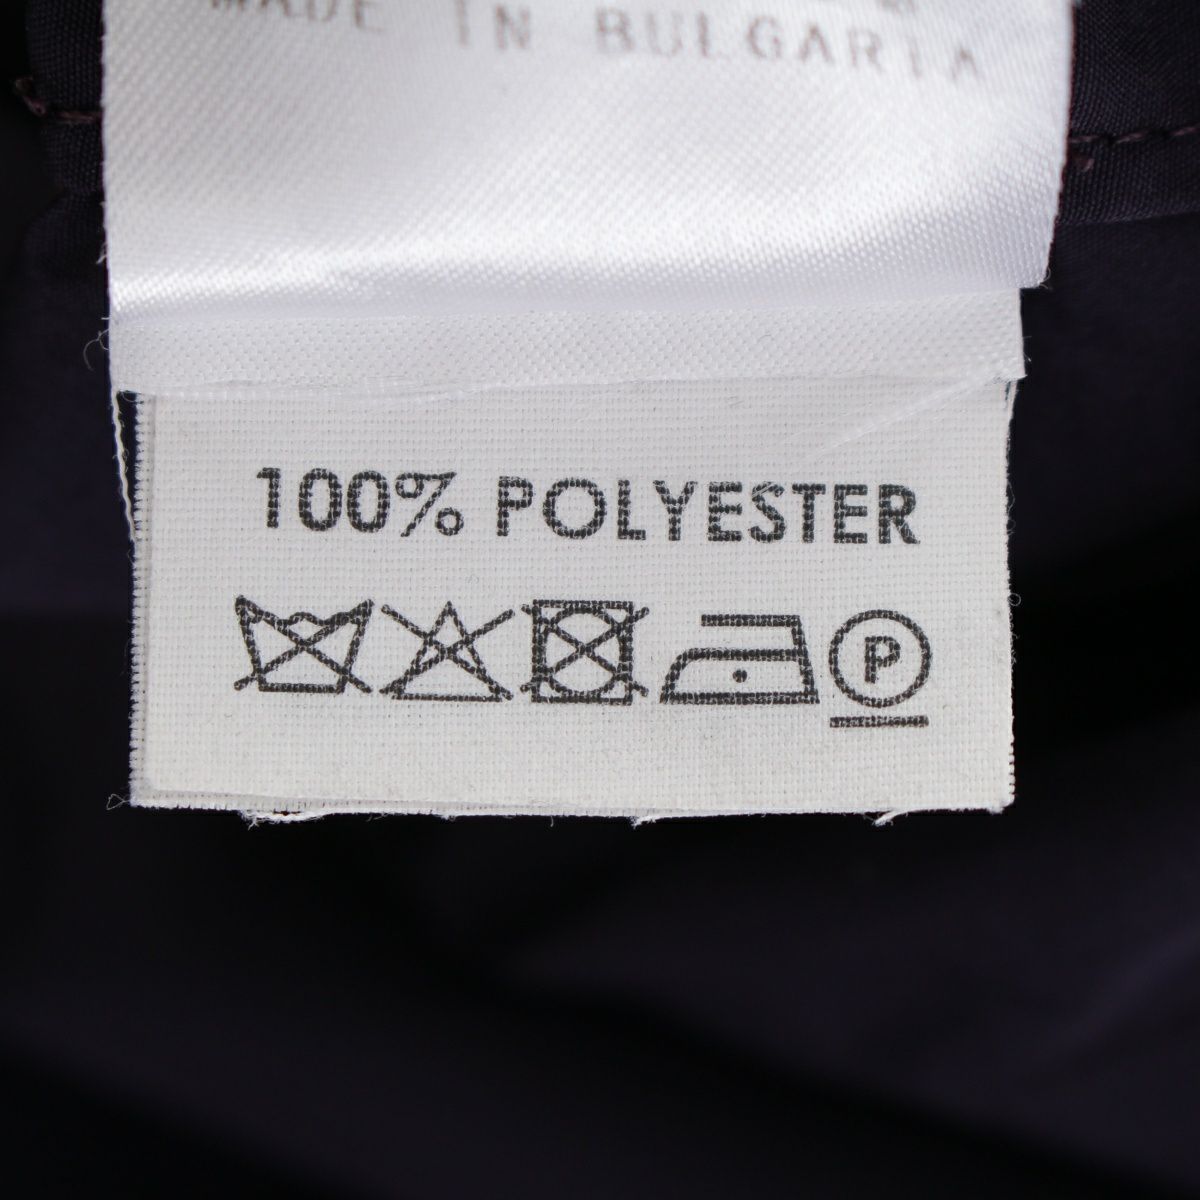 MADE IN BULGARIA
100% POLYESTER
P